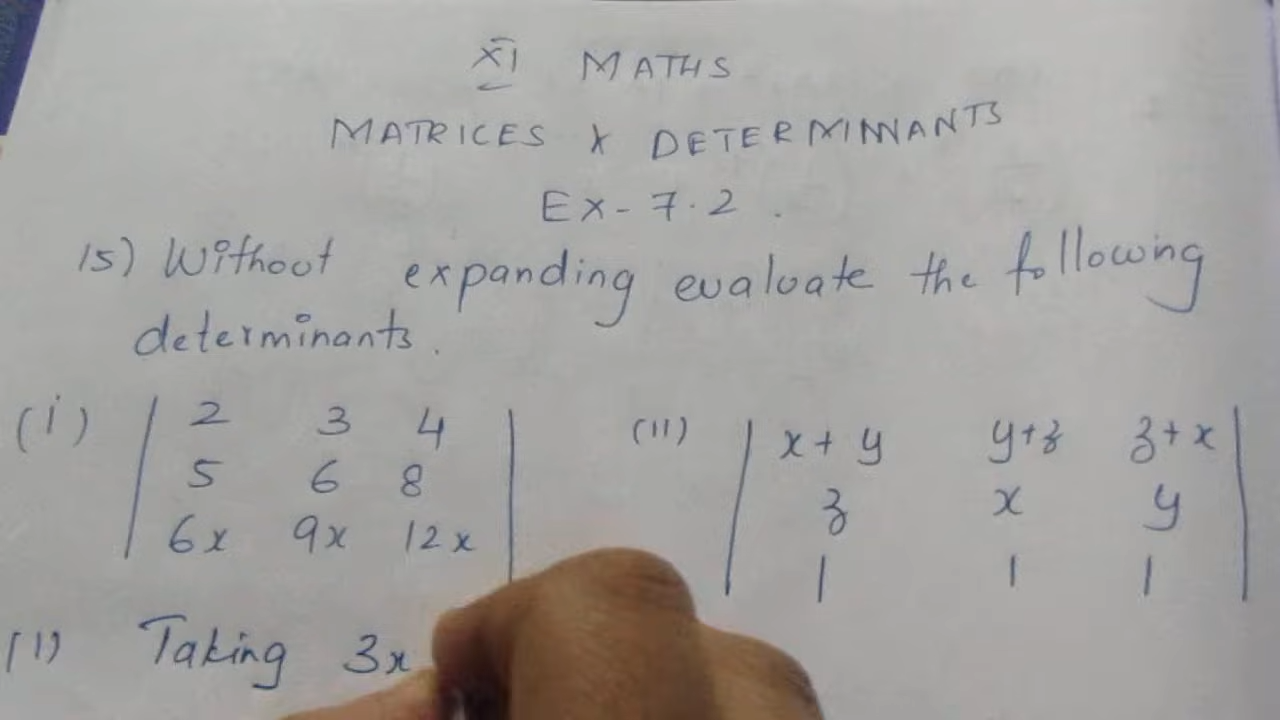 XI MATHS
MATRICES & DETERMINANTS
Ex- 7.2.
15) Without expanding evaluate the following
determinants.
(i) | 2 3 4 | (ii) | x+y y+z z+x |
| 5 6 8 | | z x y |
| 6x 9x 12x | | 1 1 1 |
(i) Taking 3x